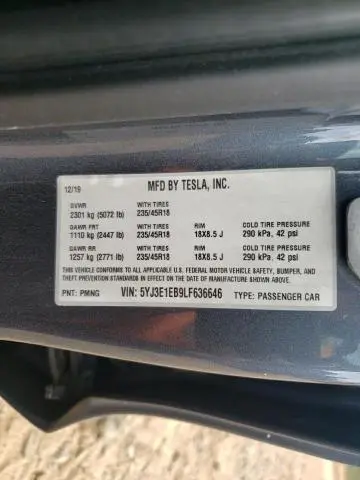 12/19 MFD BY TESLA, INC.
GVWR WITH TIRES
2301 kg (5072 lb) 235/45R18
GAWR FRT WITH TIRES RIM COLD TIRE PRESSURE
1110 kg (2447 lb) 235/45R18 18X8.5 J 290 kPa, 42 psi
GAWR RR WITH TIRES RIM COLD TIRE PRESSURE
1257 kg (2771 lb) 235/45R18 18X8.5 J 290 kPa, 42 psi
THIS VEHICLE CONFORMS TO ALL APPLICABLE U.S. FEDERAL MOTOR VEHICLE SAFETY, BUMPER, AND
THEFT PREVENTION STANDARDS IN EFFECT ON THE DATE OF MANUFACTURE SHOWN ABOVE.
PNT: PMNG VIN: 5YJ3E1EB9LF636646 TYPE: PASSENGER CAR